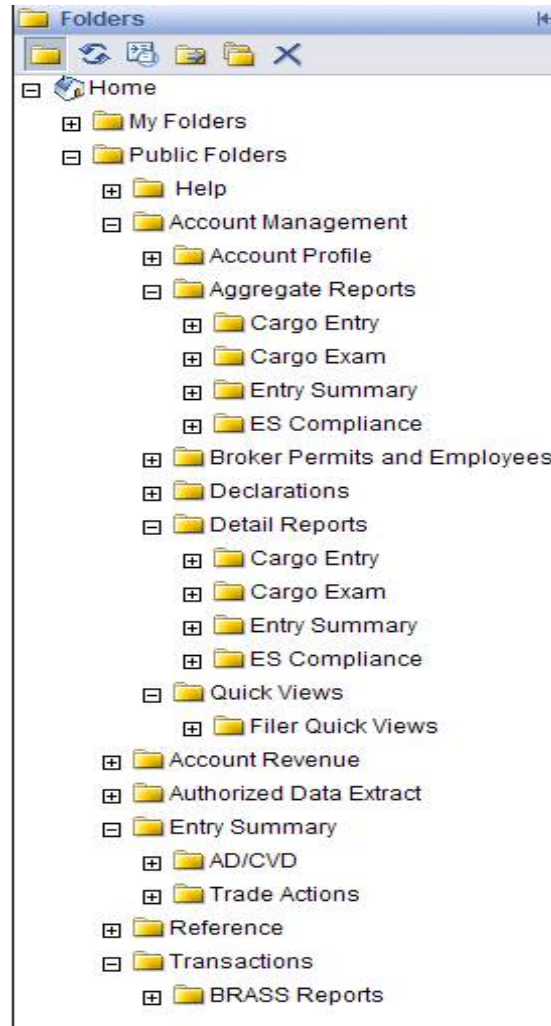 Folders
Home
My Folders
Public Folders
Help
Account Management
Account Profile
Aggregate Reports
Cargo Entry
Cargo Exam
Entry Summary
ES Compliance
Broker Permits and Employees
Declarations
Detail Reports
Cargo Entry
Cargo Exam
Entry Summary
ES Compliance
Quick Views
Filer Quick Views
Account Revenue
Authorized Data Extract
Entry Summary
AD/CVD
Trade Actions
Reference
Transactions
BRASS Reports